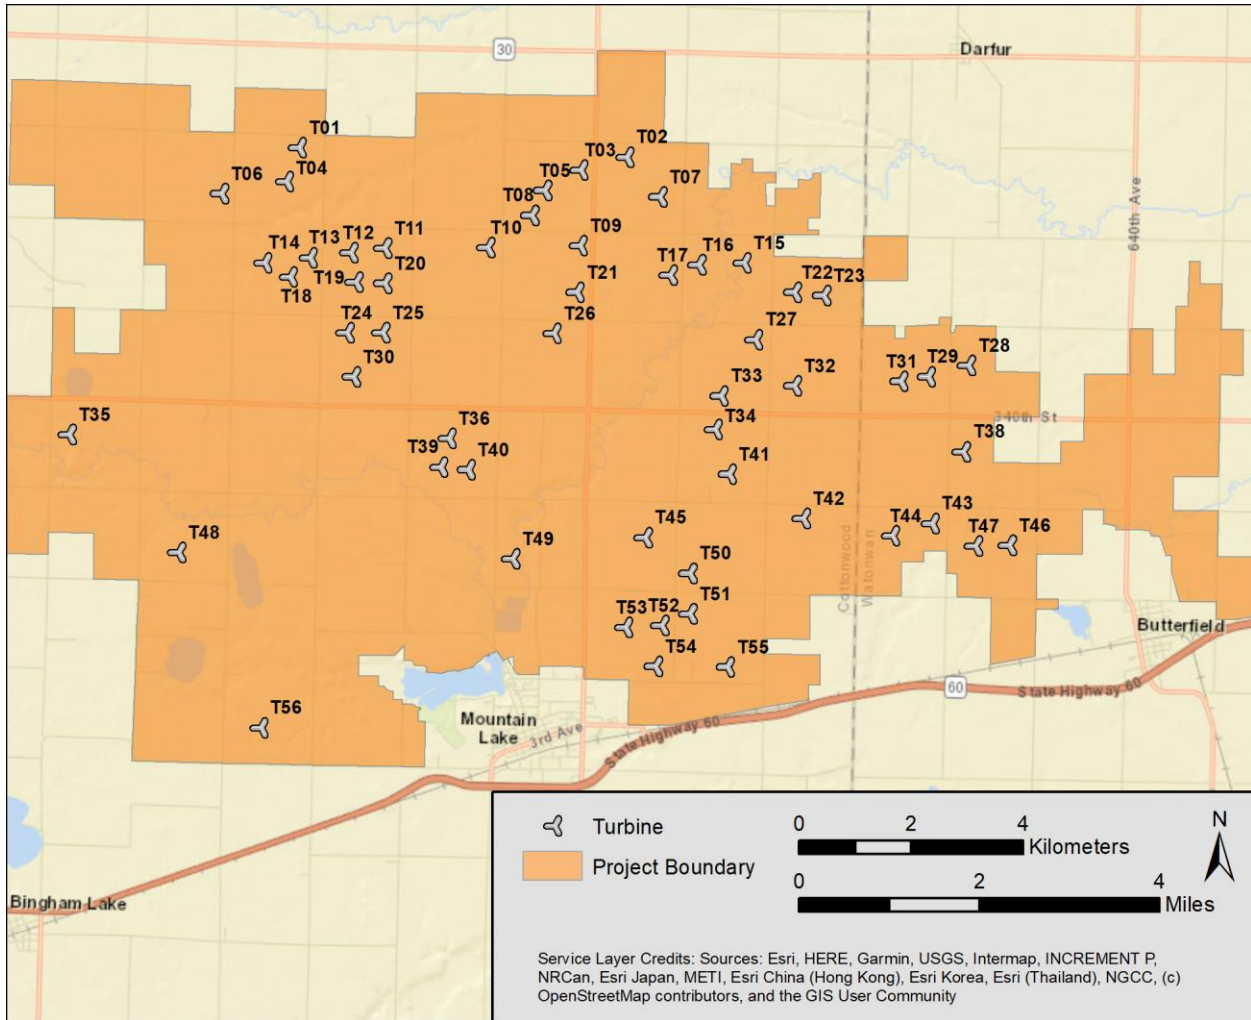 Darfur
30
T01
T02
T03
T04
T05
T06
T07
T08
640th Ave
T09
T10
T11
T12
T13
T14
T15
T16
T17
T18
T19
T20
T21
T22
T23
T24
T25
T26
T27
T28
T29
T30
T31
T32
T33
T34
340th St
T35
T36
T38
T39
T40
T41
T42
T43
T44
T45
T46
T47
T48
T49
T50
T51
T52
T53
T54
T55
T56
Cottonwood
Watonwan
Butterfield
60
State Highway 60
Mountain
Lake
3rd Ave
State Highway 60
Bingham Lake
Turbine
Project Boundary
0 2 4
Kilometers
0 2 4
Miles
N
Service Layer Credits: Sources: Esri, HERE, Garmin, USGS, Intermap, INCREMENT P,
NRCan, Esri Japan, METI, Esri China (Hong Kong), Esri Korea, Esri (Thailand), NGCC, (c)
OpenStreetMap contributors, and the GIS User Community